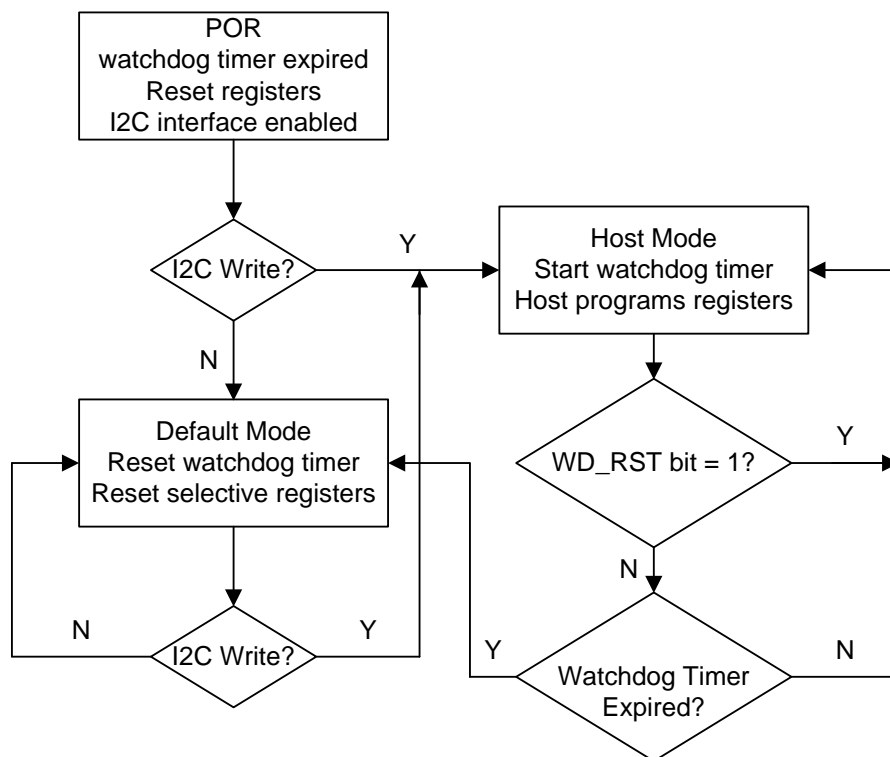 POR
watchdog timer expired
Reset registers
I2C interface enabled
I2C Write?
Y
N
Host Mode
Start watchdog timer
Host programs registers
Default Mode
Reset watchdog timer
Reset selective registers
WD_RST bit = 1?
Y
N
I2C Write?
N
Y
Watchdog Timer
Expired?
Y
N